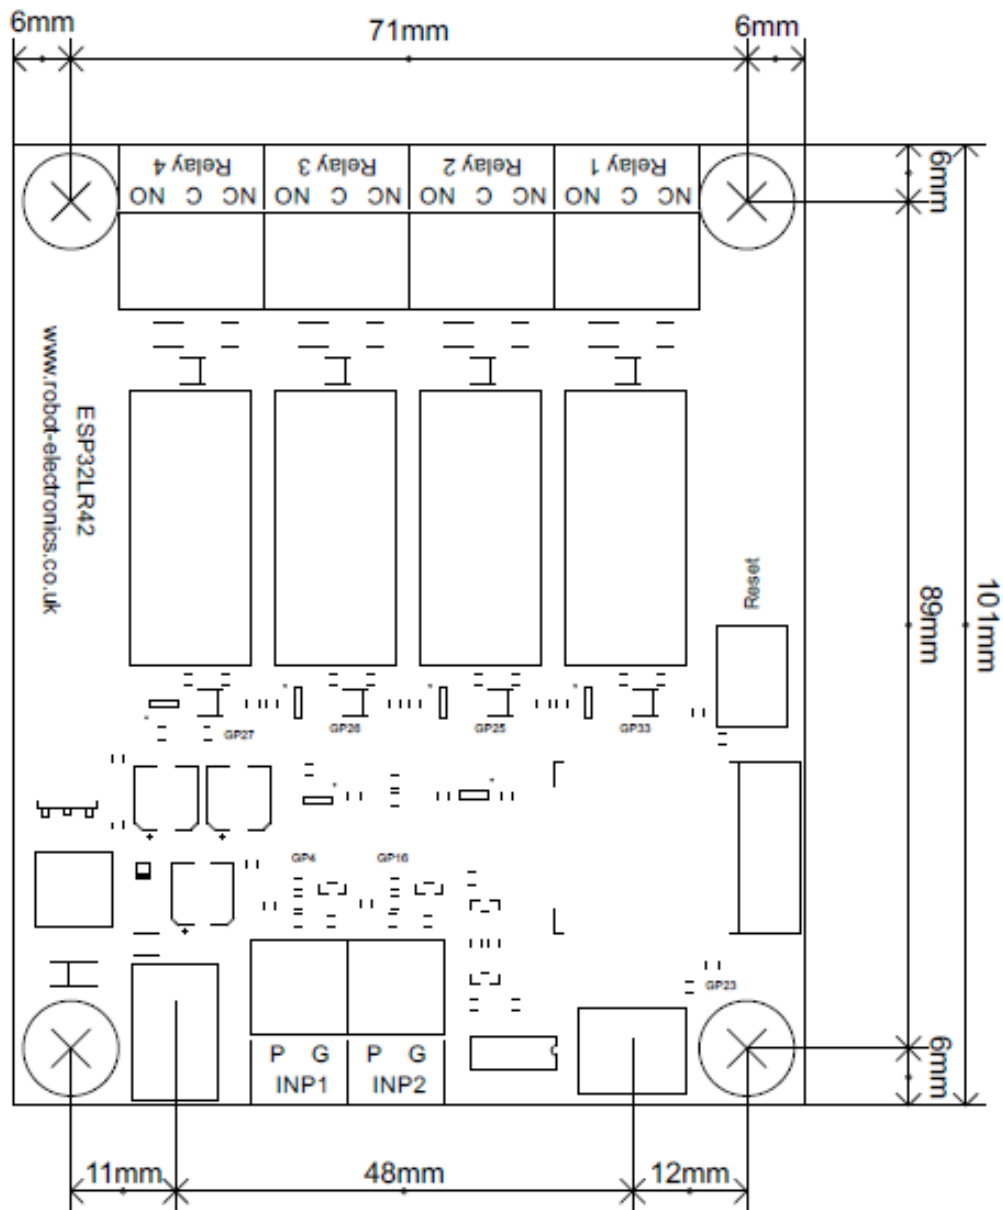 6mm
71mm
6mm
Relay 4
Relay 3
Relay 2
Relay 1
NO C NC
NO C NC
NO C NC
NO C NC
6mm
89mm
101mm
6mm
ESP32LR42
www.robot-electronics.co.uk
Reset
GP27
GP26
GP25
GP33
GP4
GP16
GP23
P G
P G
INP1
INP2
11mm
48mm
12mm